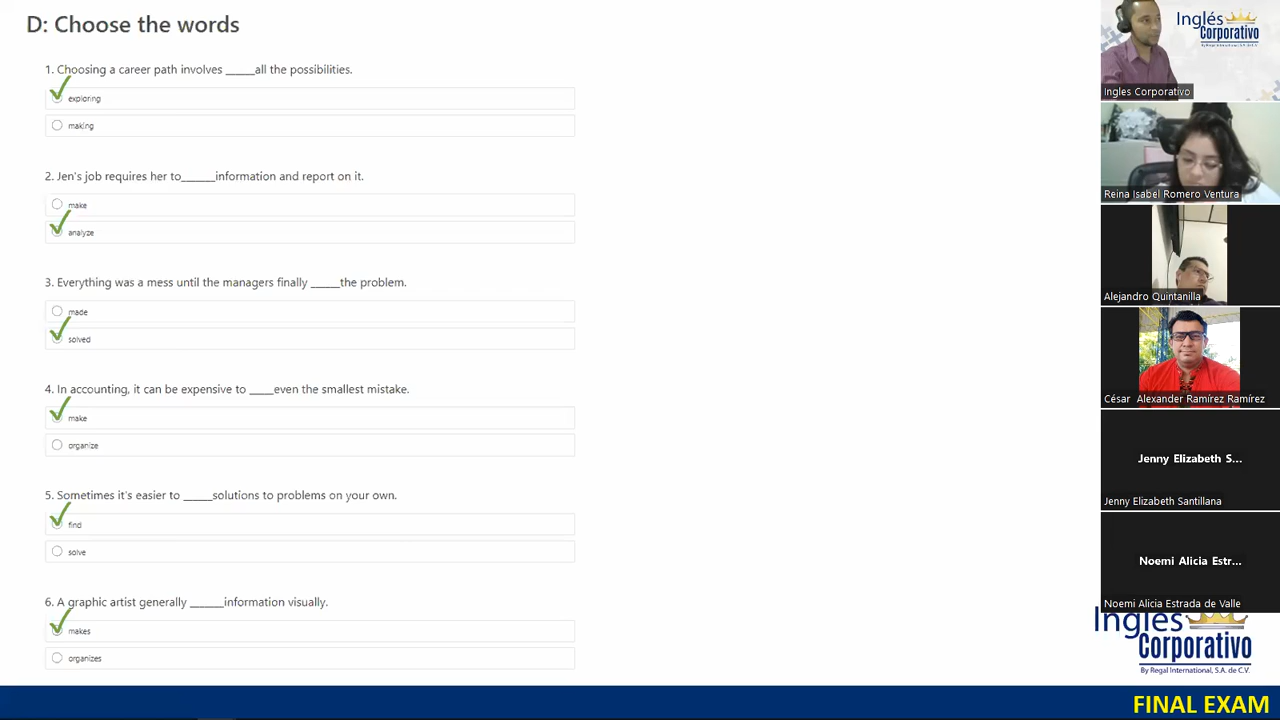 D: Choose the words
1. Choosing a career path involves _____all the possibilities.
exploring
making
2. Jen's job requires her to______information and report on it.
make
analyze
3. Everything was a mess until the managers finally _____the problem.
made
solved
4. In accounting, it can be expensive to ____even the smallest mistake.
make
organize
5. Sometimes it's easier to _____solutions to problems on your own.
find
solve
6. A graphic artist generally ______information visually.
makes
organizes
Inglés
Corporativo
Ingles Corporativo
Reina Isabel Romero Ventura
Alejandro Quintanilla
César Alexander Ramírez Ramírez
Jenny Elizabeth S...
Jenny Elizabeth Santillana
Noemi Alicia Estr...
Noemi Alicia Estrada de Valle
Inglés
Corporativo
By Regal International, S.A. de C.V.
FINAL EXAM